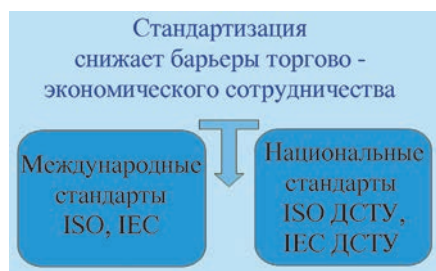 Стандартизация
снижает барьеры торгово -
экономического сотрудничества
Международные
стандарты
ISO, IEC
Национальные
стандарты
ISO ДСТУ,
IEC ДСТУ